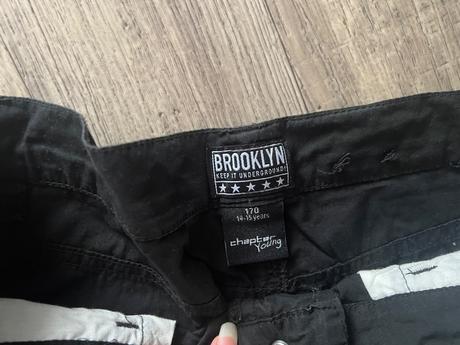 BROOKLYN
KEEP IT UNDERGROUND!
170
14-15 years
chapter
young